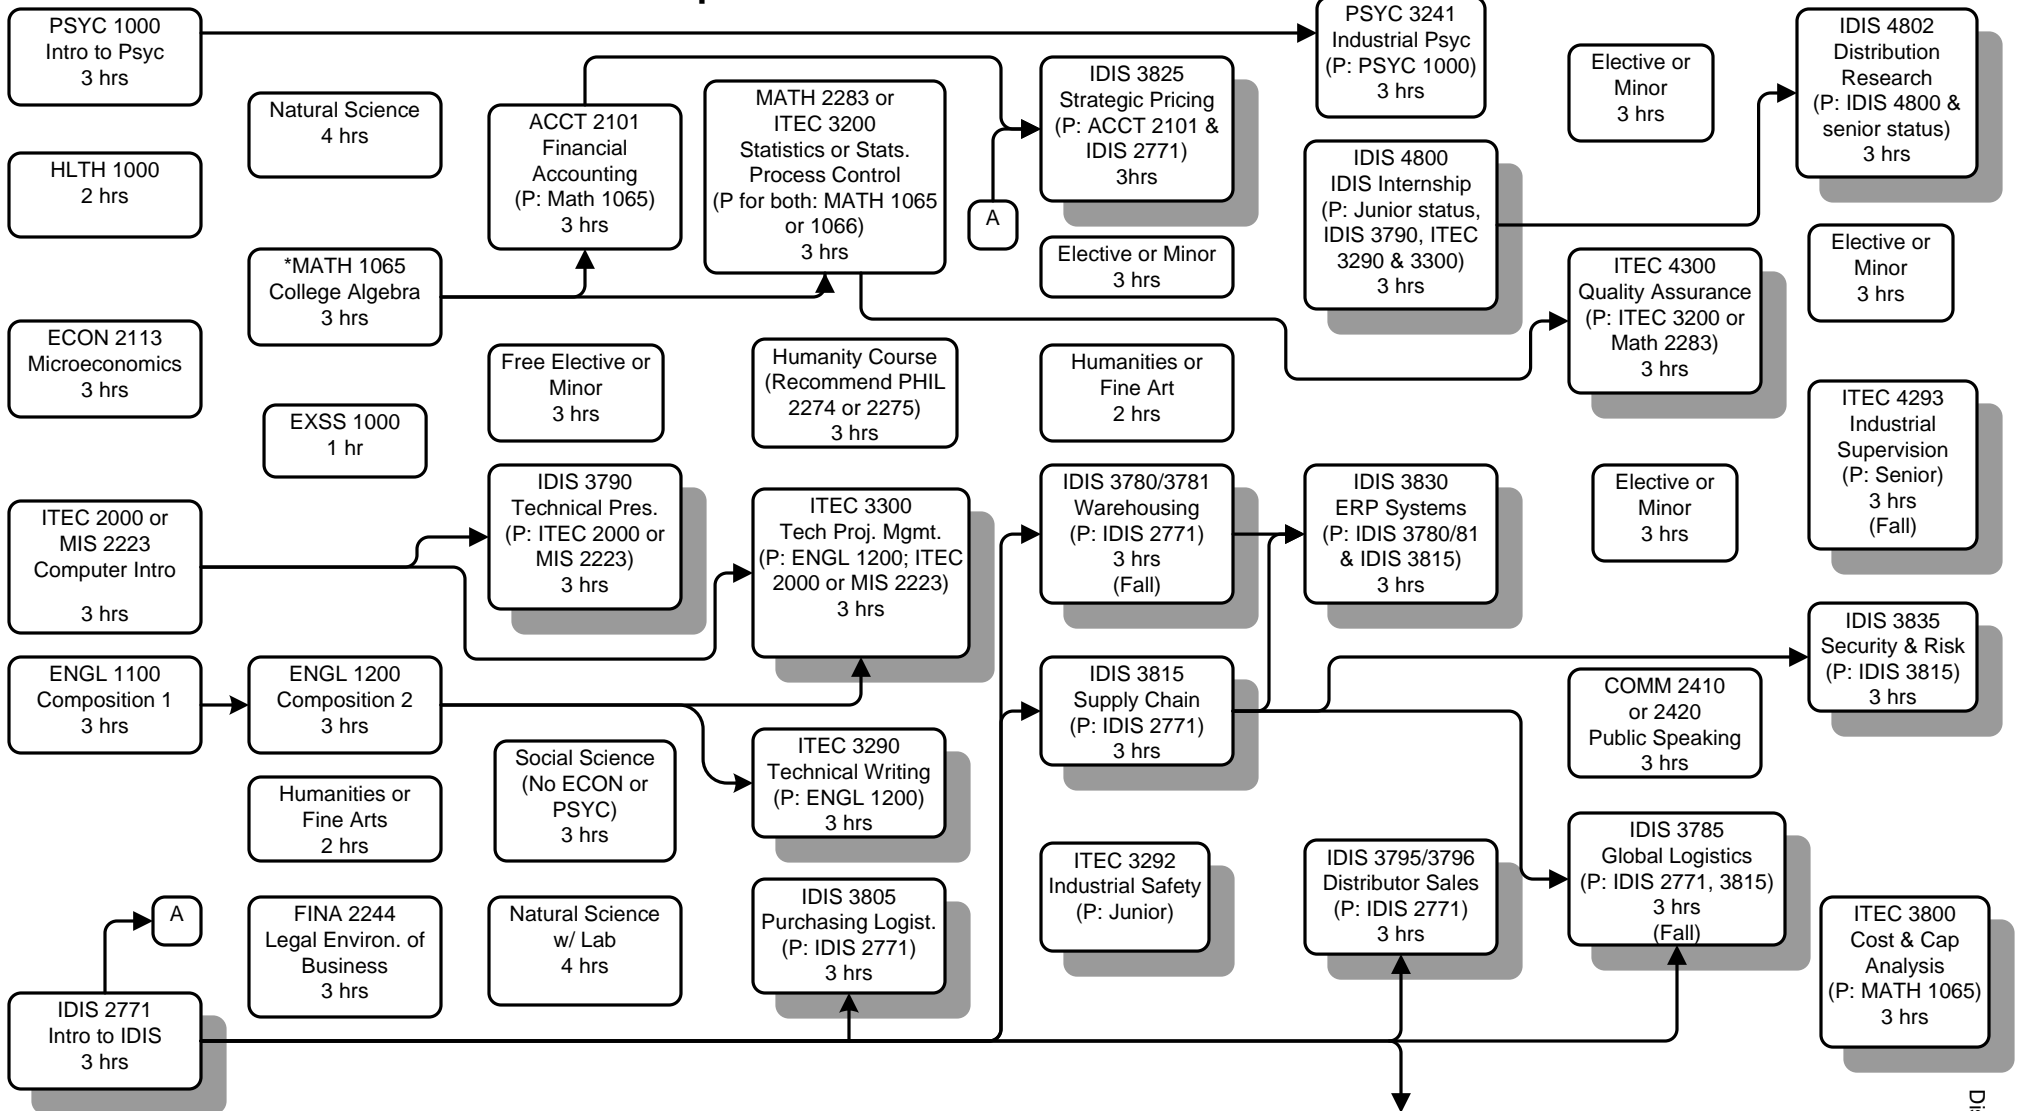 PSYC 1000
Intro to Psyc
3 hrs
HLTH 1000
2 hrs
ECON 2113
Microeconomics
3 hrs
ITEC 2000 or
MIS 2223
Computer Intro
3 hrs
ENGL 1100
Composition 1
3 hrs
A
IDIS 2771
Intro to IDIS
3 hrs
Natural Science
4 hrs
*MATH 1065
College Algebra
3 hrs
EXSS 1000
1 hr
ENGL 1200
Composition 2
3 hrs
Humanities or
Fine Arts
2 hrs
FINA 2244
Legal Environ. of
Business
3 hrs
ACCT 2101
Financial
Accounting
(P: Math 1065)
3 hrs
Free Elective or
Minor
3 hrs
IDIS 3790
Technical Pres.
(P: ITEC 2000 or
MIS 2223)
3 hrs
Social Science
(No ECON or
PSYC)
3 hrs
Natural Science
w/ Lab
4 hrs
MATH 2283 or
ITEC 3200
Statistics or Stats.
Process Control
(P for both: MATH 1065
or 1066)
3 hrs
Humanity Course
(Recommend PHIL
2274 or 2275)
3 hrs
ITEC 3300
Tech Proj. Mgmt.
(P: ENGL 1200; ITEC
2000 or MIS 2223)
3 hrs
ITEC 3290
Technical Writing
(P: ENGL 1200)
3 hrs
IDIS 3805
Purchasing Logist.
(P: IDIS 2771)
3 hrs
A
IDIS 3825
Strategic Pricing
(P: ACCT 2101 &
IDIS 2771)
3hrs
Elective or Minor
3 hrs
Humanities or
Fine Art
2 hrs
IDIS 3780/3781
Warehousing
(P: IDIS 2771)
3 hrs
(Fall)
IDIS 3815
Supply Chain
(P: IDIS 2771)
3 hrs
ITEC 3292
Industrial Safety
(P: Junior)
PSYC 3241
Industrial Psyc
(P: PSYC 1000)
3 hrs
IDIS 4800
IDIS Internship
(P: Junior status,
IDIS 3790, ITEC
3290 & 3300)
3 hrs
IDIS 3830
ERP Systems
(P: IDIS 3780/81
& IDIS 3815)
3 hrs
IDIS 3795/3796
Distributor Sales
(P: IDIS 2771)
3 hrs
Elective or
Minor
3 hrs
ITEC 4300
Quality Assurance
(P: ITEC 3200 or
Math 2283)
3 hrs
Elective or
Minor
3 hrs
COMM 2410
or 2420
Public Speaking
3 hrs
IDIS 3785
Global Logistics
(P: IDIS 2771, 3815)
3 hrs
(Fall)
IDIS 4802
Distribution
Research
(P: IDIS 4800 &
senior status)
3 hrs
Elective or
Minor
3 hrs
ITEC 4293
Industrial
Supervision
(P: Senior)
3 hrs
(Fall)
IDIS 3835
Security & Risk
(P: IDIS 3815)
3 hrs
ITEC 3800
Cost & Cap
Analysis
(P: MATH 1065)
3 hrs